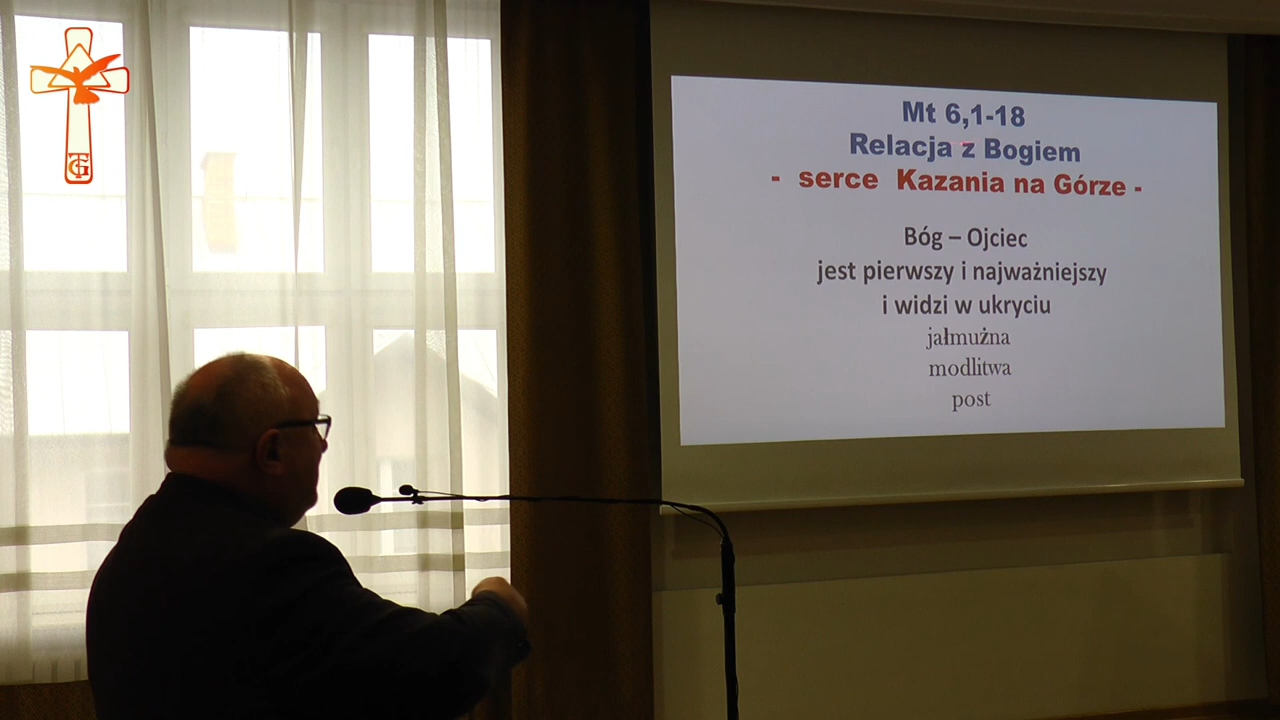 Mt 6,1-18
Relacja z Bogiem
- serce Kazania na Górze -
Bóg – Ojciec
jest pierwszy i najważniejszy
i widzi w ukryciu
jałmużna
modlitwa
post